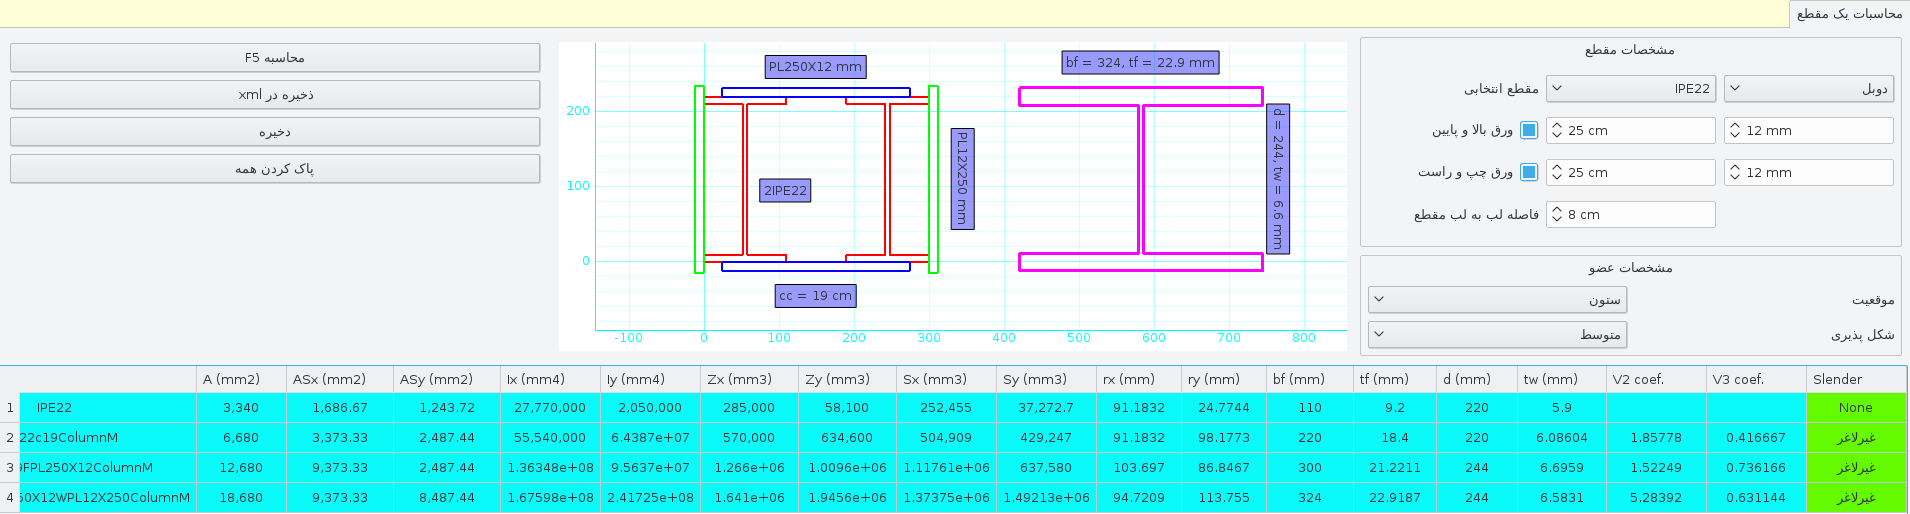 محاسبات یک مقطع
مشخصات مقطع
مقطع انتخابی
IPE22
دوبل
ورق بالا و پایین
25 cm
12 mm
ورق چپ و راست
25 cm
12 mm
فاصله لب به لب مقطع
8 cm
مشخصات عضو
موقعیت
ستون
شکل پذیری
متوسط
محاسبه F5
ذخیره در xml
ذخیره
پاک کردن همه
PL250X12 mm
bf = 324, tf = 22.9 mm
2IPE22
PL12X250 mm
d = 244, tw = 6.6 mm
cc = 19 cm
200
100
0
-100 0 100 200 300 400 500 600 700 800
A (mm2) ASx (mm2) ASy (mm2) Ix (mm4) Iy (mm4) Zx (mm3) Zy (mm3) Sx (mm3) Sy (mm3) rx (mm) ry (mm) bf (mm) tf (mm) d (mm) tw (mm) V2 coef. V3 coef. Slender
1 IPE22 3,340 1,686.67 1,243.72 27,770,000 2,050,000 285,000 58,100 252,455 37,272.7 91.1832 24.7744 110 9.2 220 5.9 None
2 22c19ColumnM 6,680 3,373.33 2,487.44 55,540,000 6.4387e+07 570,000 634,600 504,909 429,247 91.1832 98.1773 220 18.4 220 6.08604 1.85778 0.416667 غیرلاغر
3 9FPL250X12ColumnM 12,680 9,373.33 2,487.44 1.36348e+08 9.5637e+07 1.266e+06 1.0096e+06 1.11761e+06 637,580 103.697 86.8467 300 21.2211 244 6.6959 1.52249 0.736166 غیرلاغر
4 50X12WPL12X250ColumnM 18,680 9,373.33 8,487.44 1.67598e+08 2.41725e+08 1.641e+06 1.9456e+06 1.37375e+06 1.49213e+06 94.7209 113.755 324 22.9187 244 6.5831 5.28392 0.631144 غیرلاغر